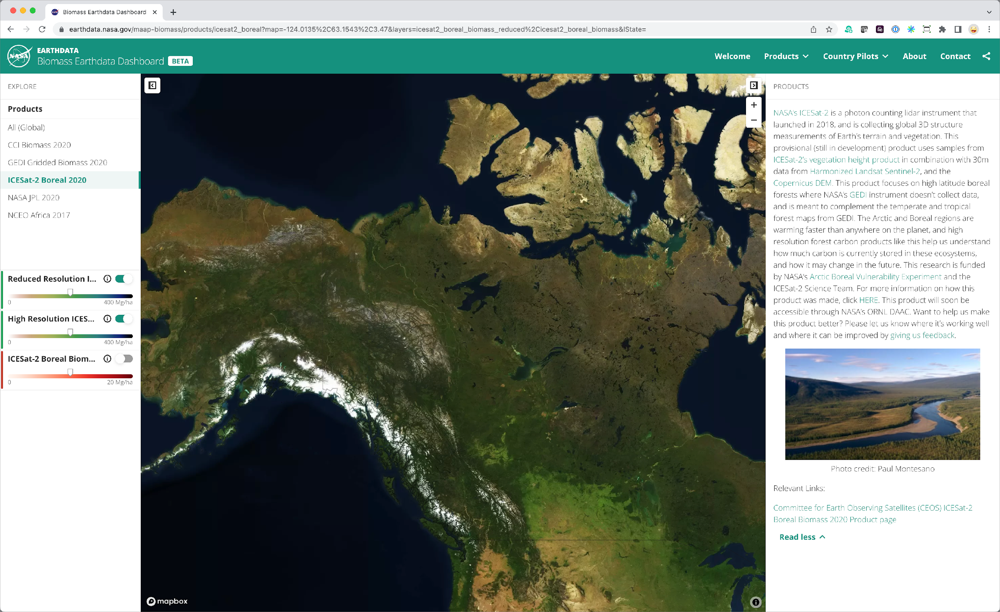 Biomass Earthdata Dashboard
earthdata.nasa.gov/maap-biomass/products/icesat2_boreal?map=-124.0135%2C63.1543%2C3.47&layers=icesat2_boreal_biomass_reduced%2Cicesat2_boreal_biomass&lState=
NASA
EARTHDATA
Biomass Earthdata Dashboard BETA
Welcome Products Country Pilots About Contact
EXPLORE
Products
All (Global)
CCI Biomass 2020
GEDI Gridded Biomass 2020
ICESat-2 Boreal 2020
NASA JPL 2020
NCEO Africa 2017
Reduced Resolution I...
0 400 Mg/ha
High Resolution ICES...
0 400 Mg/ha
ICESat-2 Boreal Biom...
0 20 Mg/ha
mapbox
PRODUCTS
NASA's ICESat-2 is a photon counting lidar instrument that
launched in 2018, and is collecting global 3D structure
measurements of Earth's terrain and vegetation. This
provisional (still in development) product uses samples from
ICESat-2's vegetation height product in combination with 30m
data from Harmonized Landsat Sentinel-2, and the
Copernicus DEM. This product focuses on high latitude boreal
forests where NASA's GEDI instrument doesn't collect data,
and is meant to complement the temperate and tropical
forest maps from GEDI. The Arctic and Boreal regions are
warming faster than anywhere on the planet, and high
resolution forest carbon products like this help us understand
how much carbon is currently stored in these ecosystems,
and how it may change in the future. This research is funded
by NASA's Arctic Boreal Vulnerability Experiment and the
ICESat-2 Science Team. For more information on how this
product was made, click HERE. This product will soon be
accessible through NASA's ORNL DAAC. Want to help us make
this product better? Please let us know where it's working well
and where it can be improved by giving us feedback.
Photo credit: Paul Montesano
Relevant Links:
Committee for Earth Observing Satellites (CEOS) ICESat-2
Boreal Biomass 2020 Product page
Read less